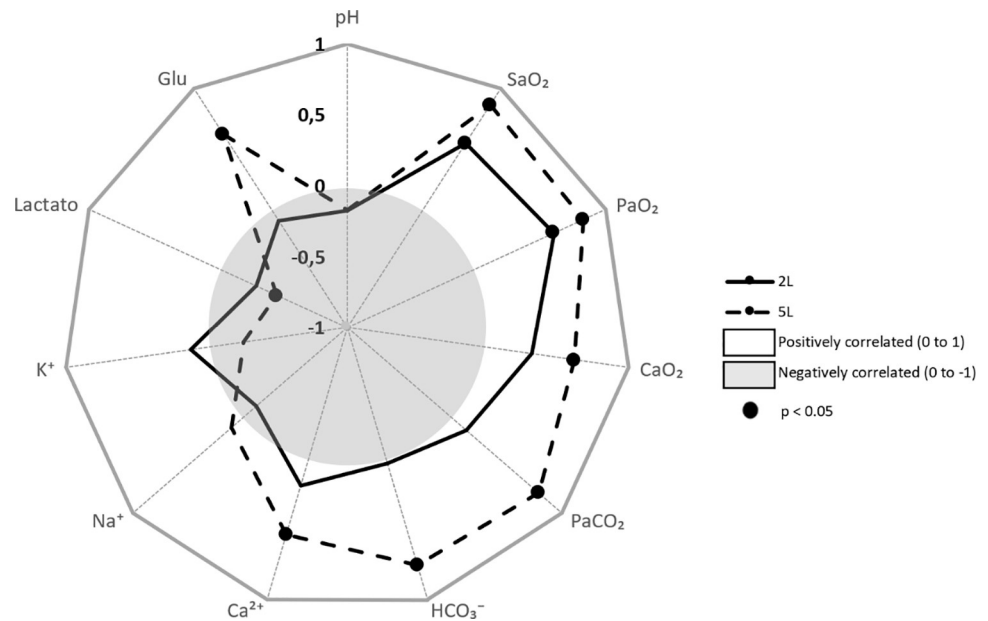 pH
1
Glu
SaO₂
0,5
0
Lactato
PaO₂
-0,5
2L
-1
5L
Positively correlated (0 to 1)
K⁺
CaO₂
Negatively correlated (0 to -1)
p < 0.05
Na⁺
PaCO₂
Ca²⁺
HCO₃⁻